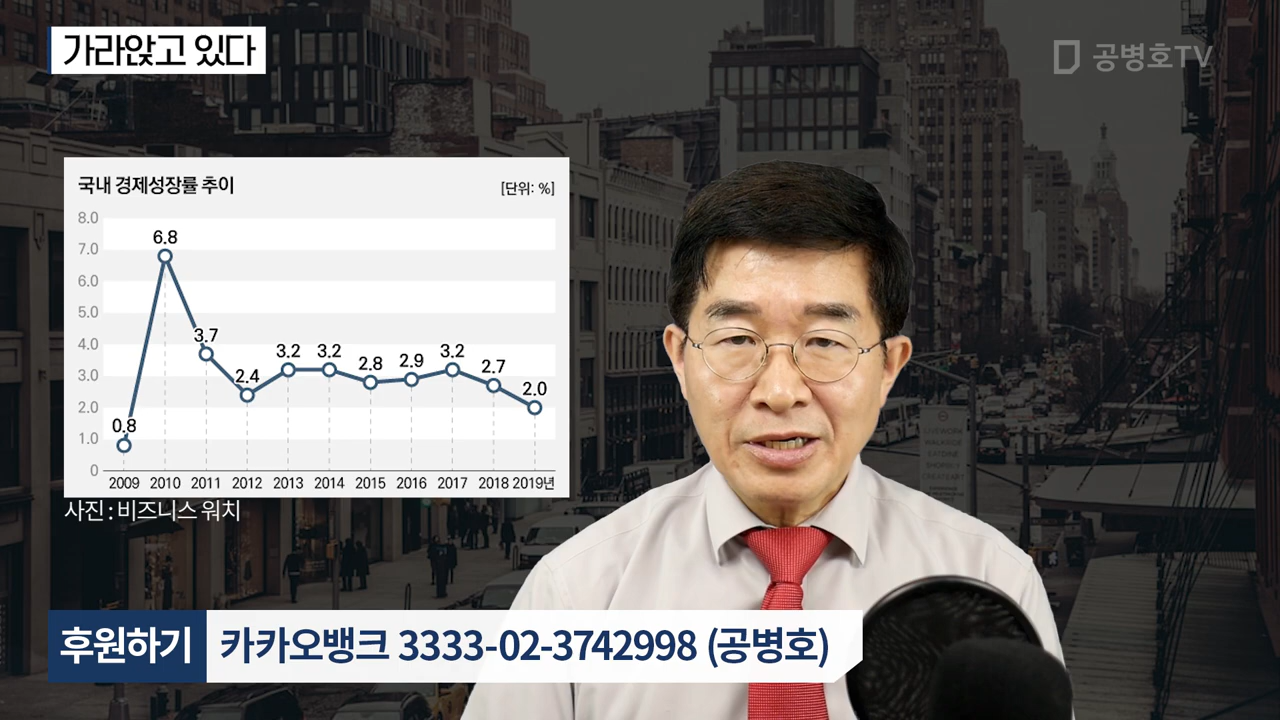 가라앉고 있다
공병호TV
국내 경제성장률 추이
[단위: %]
8.0
7.0
6.0
5.0
4.0
3.0
2.0
1.0
0
0.8
6.8
3.7
2.4
3.2
3.2
2.8
2.9
3.2
2.7
2.0
2009 2010 2011 2012 2013 2014 2015 2016 2017 2018 2019년
사진 : 비즈니스 워치
후원하기 카카오뱅크 3333-02-3742998 (공병호)